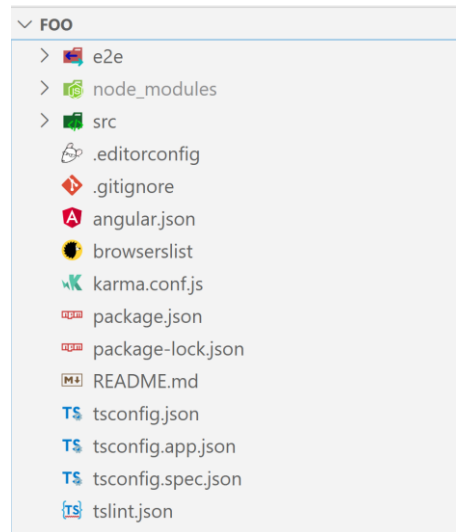 FOO
e2e
node_modules
src
.editorconfig
.gitignore
angular.json
browserslist
karma.conf.js
package.json
package-lock.json
README.md
tsconfig.json
tsconfig.app.json
tsconfig.spec.json
tslint.json